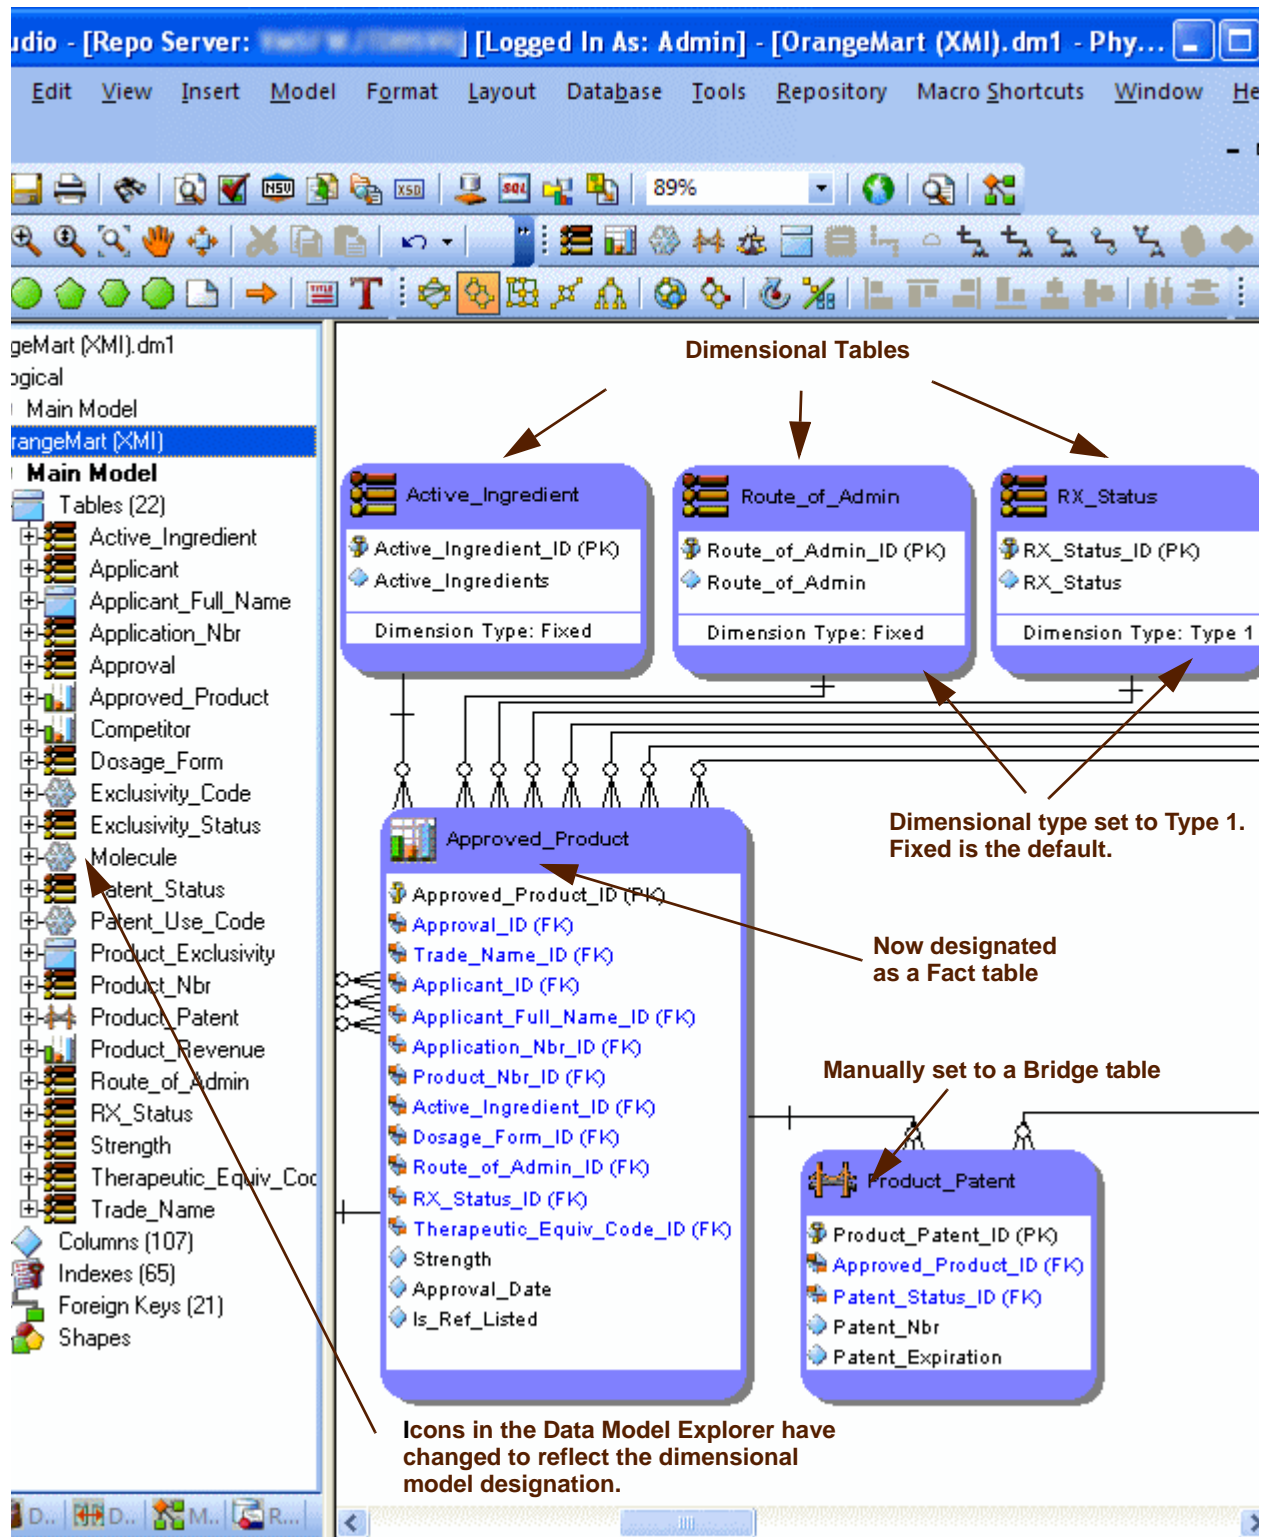 udio - [Repo Server: ] [Logged In As: Admin] - [OrangeMart (XMI).dm1 - Phy...
Edit View Insert Model Format Layout Database Tools Repository Macro Shortcuts Window He
NSU XSD SQL 89%
TITLE T
geMart (XMI).dm1
ogical
Main Model
rangeMart (XMI)
Main Model
Tables (22)
Active_Ingredient
Applicant
Applicant_Full_Name
Application_Nbr
Approval
Approved_Product
Competitor
Dosage_Form
Exclusivity_Code
Exclusivity_Status
Molecule
Patent_Status
Patent_Use_Code
Product_Exclusivity
Product_Nbr
Product_Patent
Product_Revenue
Route_of_Admin
RX_Status
Strength
Therapeutic_Equiv_Coc
Trade_Name
Columns (107)
Indexes (65)
Foreign Keys (21)
Shapes
D.. D.. M.. R...
Dimensional Tables
Active_Ingredient
Active_Ingredient_ID (PK)
Active_Ingredients
Dimension Type: Fixed
Route_of_Admin
Route_of_Admin_ID (PK)
Route_of_Admin
Dimension Type: Fixed
RX_Status
RX_Status_ID (PK)
RX_Status
Dimension Type: Type 1
Dimensional type set to Type 1.
Fixed is the default.
Approved_Product
Approved_Product_ID (PK)
Approval_ID (FK)
Trade_Name_ID (FK)
Applicant_ID (FK)
Applicant_Full_Name_ID (FK)
Application_Nbr_ID (FK)
Product_Nbr_ID (FK)
Active_Ingredient_ID (FK)
Dosage_Form_ID (FK)
Route_of_Admin_ID (FK)
RX_Status_ID (FK)
Therapeutic_Equiv_Code_ID (FK)
Strength
Approval_Date
Is_Ref_Listed
Now designated
as a Fact table
Manually set to a Bridge table
Product_Patent
Product_Patent_ID (PK)
Approved_Product_ID (FK)
Patent_Status_ID (FK)
Patent_Nbr
Patent_Expiration
Icons in the Data Model Explorer have
changed to reflect the dimensional
model designation.